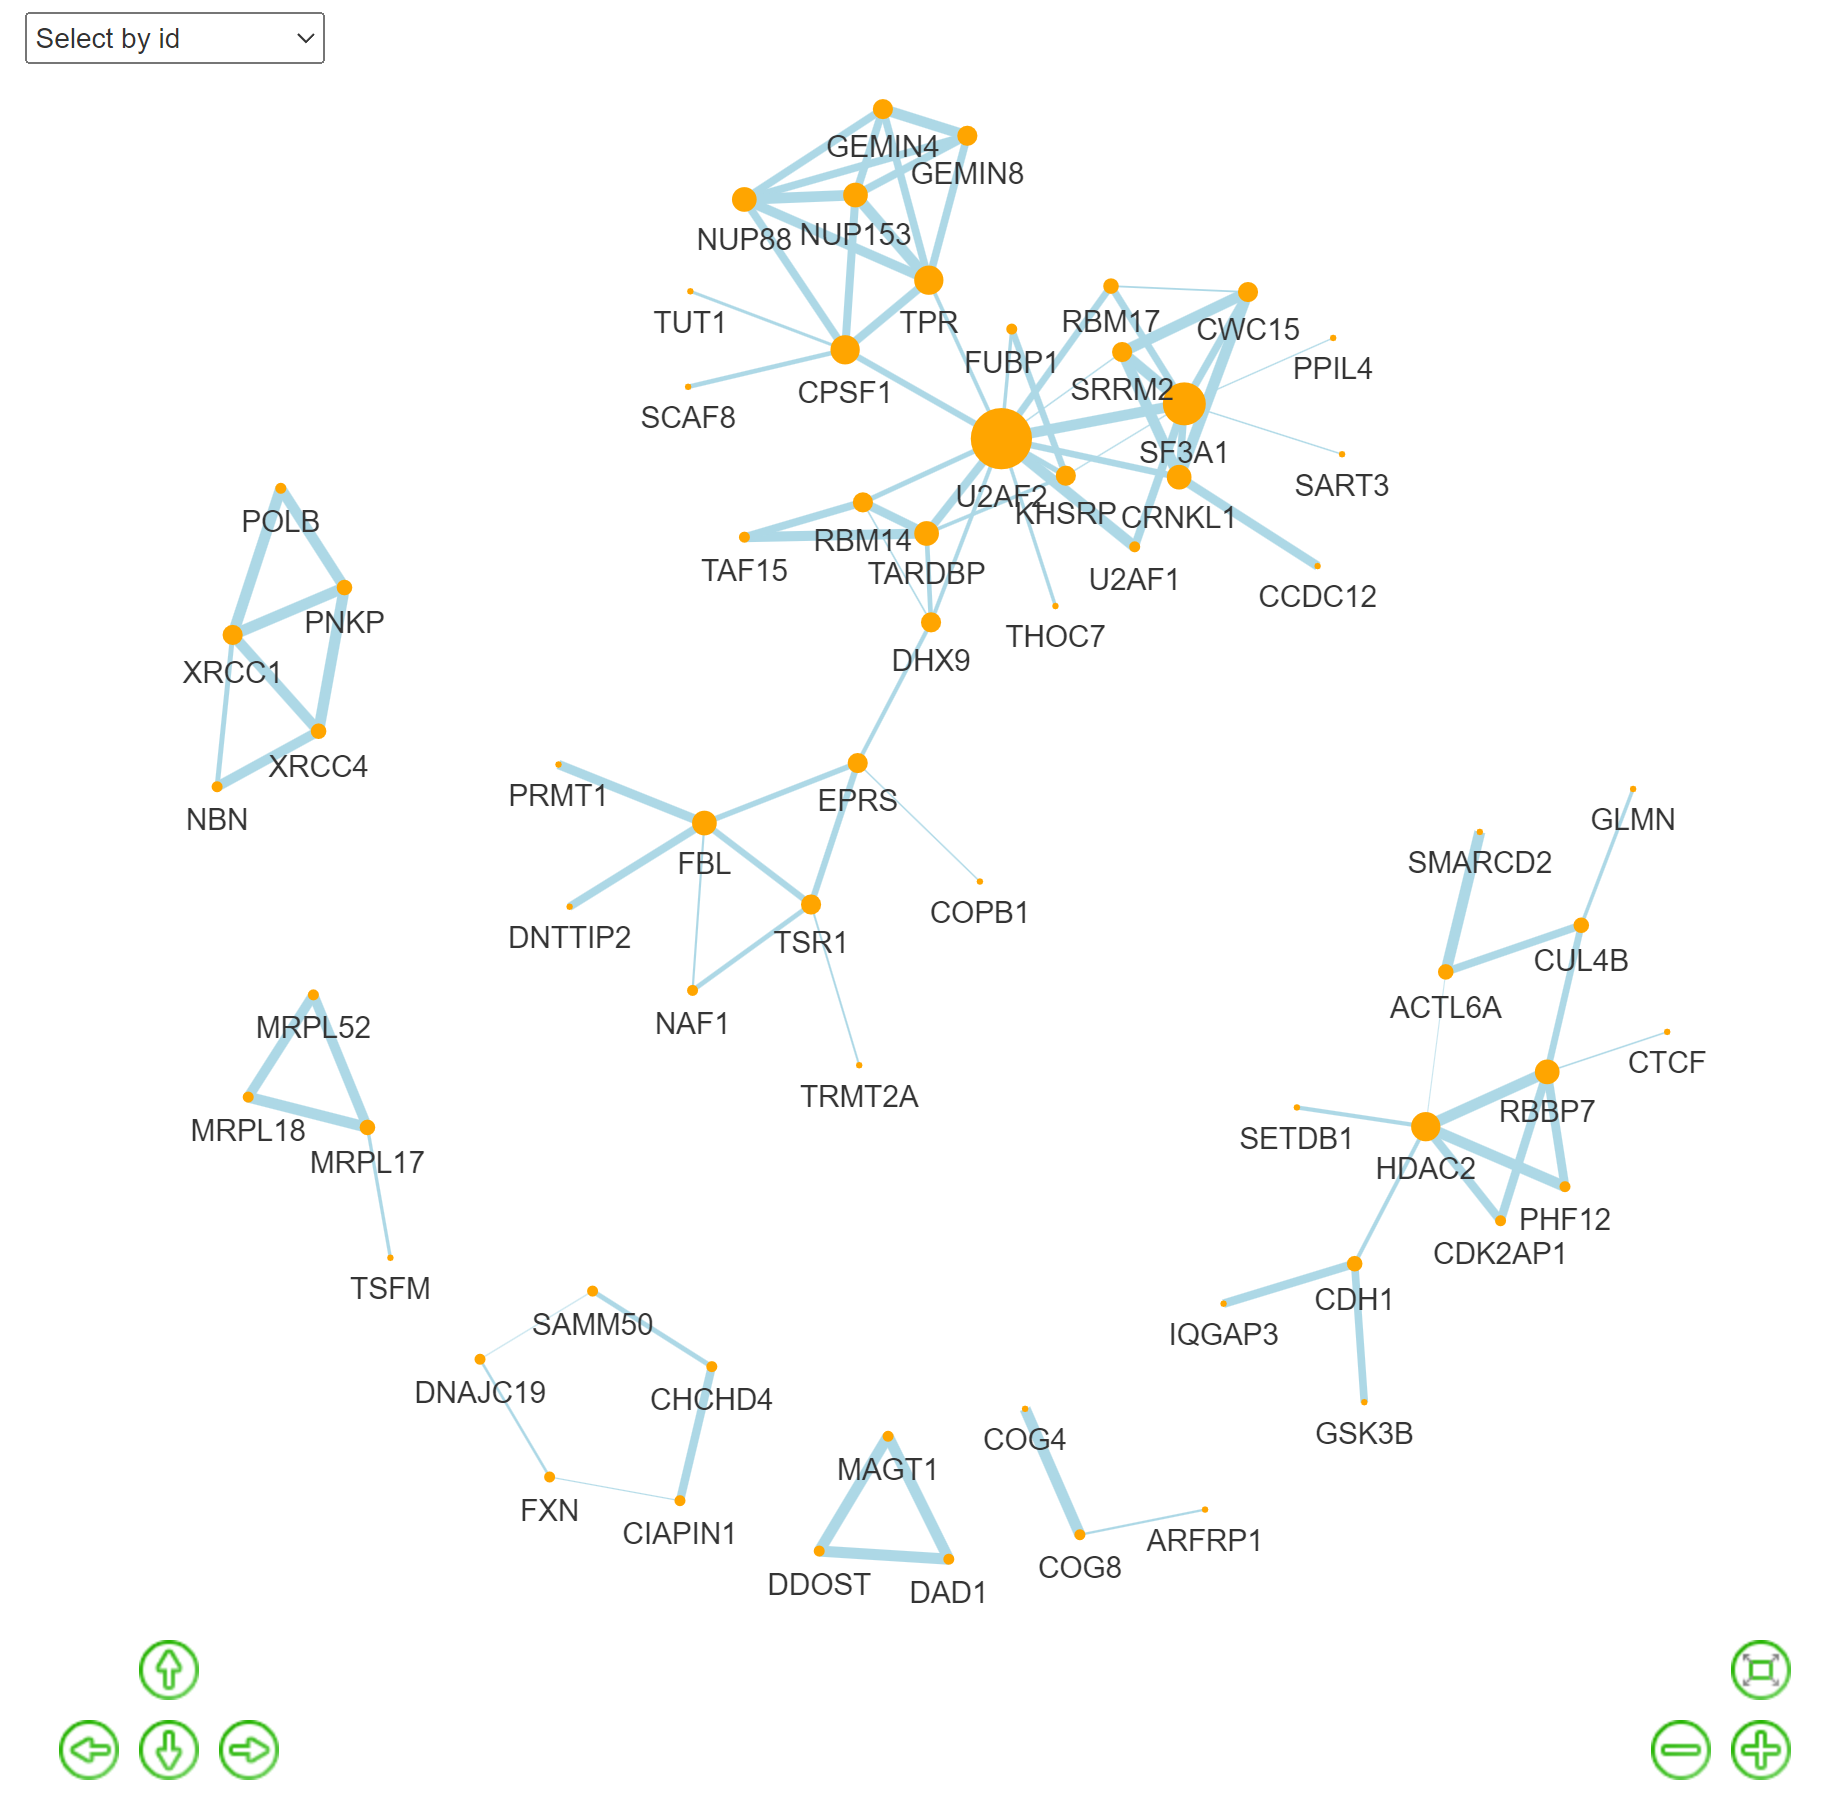 Select by id
GEMIN4
GEMIN8
NUP88
NUP153
TUT1
TPR
RBM17
CWC15
FUBP1
PPIL4
SCAF8
CPSF1
SRRM2
SF3A1
SART3
U2AF2
KHSRP
CRNKL1
POLB
RBM14
TAF15
TARDBP
U2AF1
CCDC12
PNKP
THOC7
DHX9
XRCC1
XRCC4
NBN
PRMT1
EPRS
GLMN
FBL
SMARCD2
COPB1
DNTTIP2
TSR1
CUL4B
ACTL6A
NAF1
MRPL52
CTCF
TRMT2A
RBBP7
MRPL18
SETDB1
MRPL17
HDAC2
PHF12
CDK2AP1
TSFM
CDH1
SAMM50
IQGAP3
DNAJC19
CHCHD4
GSK3B
COG4
MAGT1
FXN
CIAPIN1
ARFRP1
COG8
DDOST
DAD1